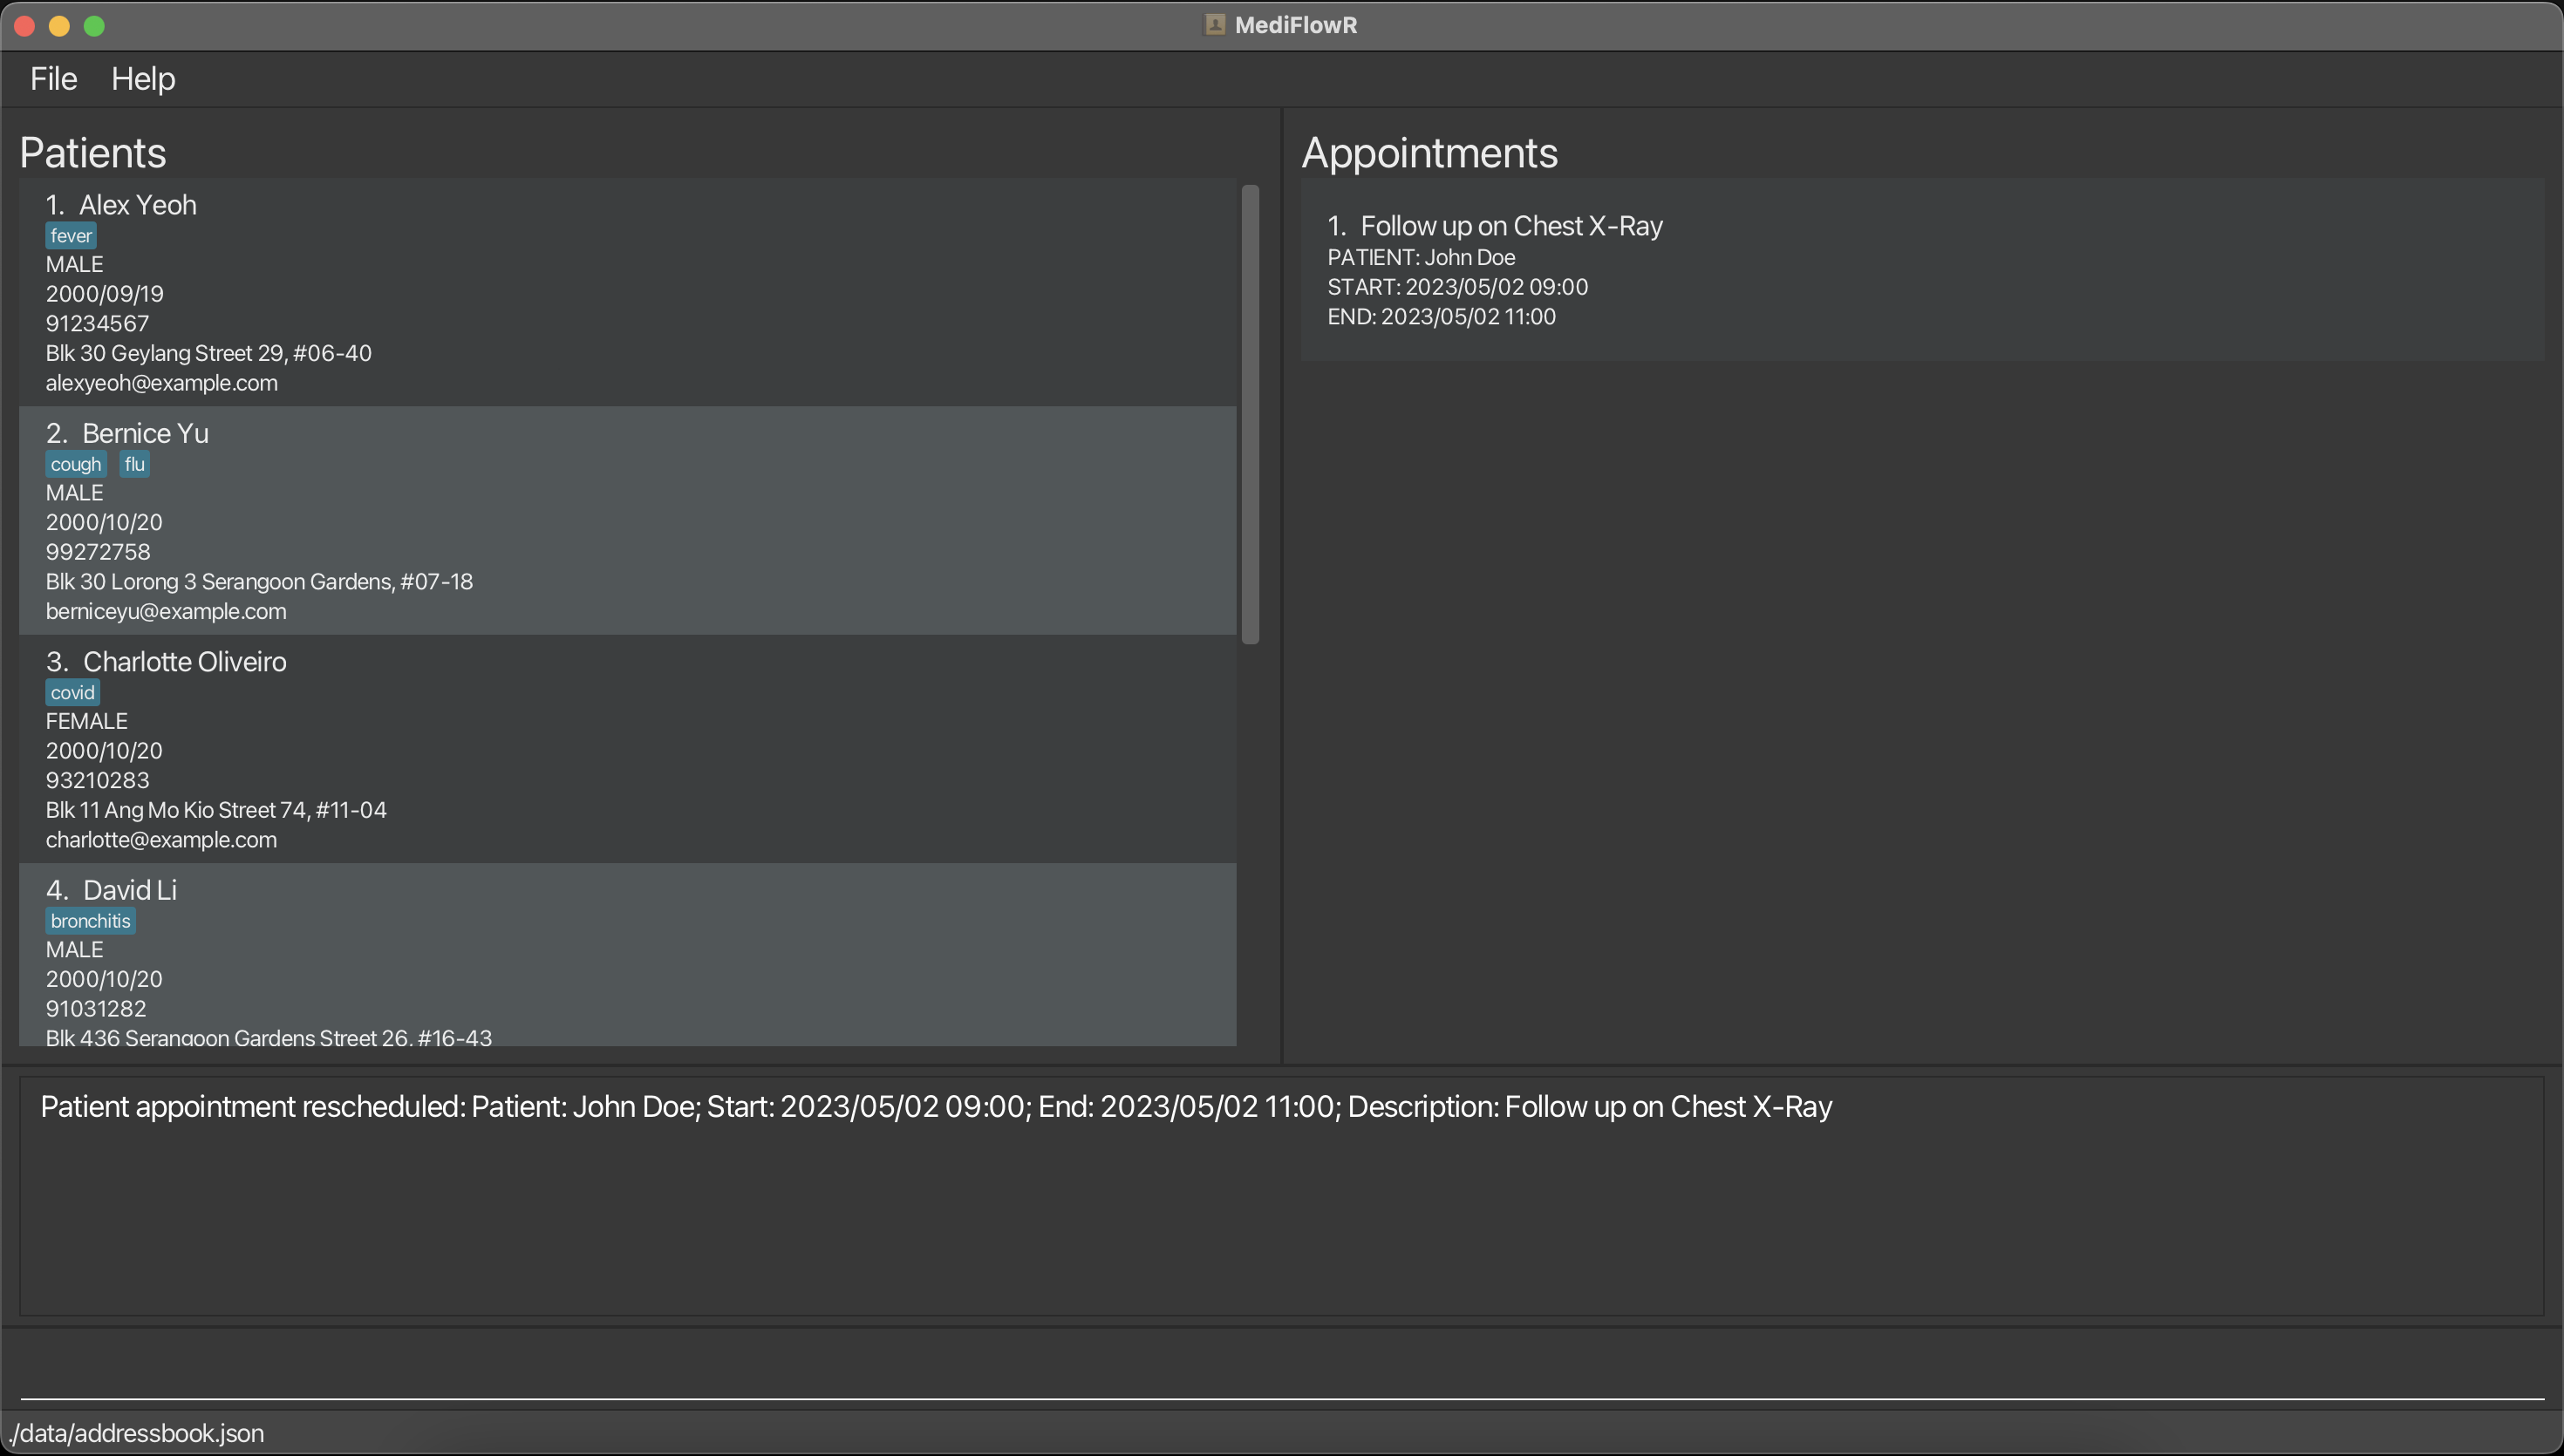 MediFlowR
File Help
Patients
1. Alex Yeoh
fever
MALE
2000/09/19
91234567
Blk 30 Geylang Street 29, #06-40
alexyeoh@example.com
2. Bernice Yu
cough flu
MALE
2000/10/20
99272758
Blk 30 Lorong 3 Serangoon Gardens, #07-18
berniceyu@example.com
3. Charlotte Oliveiro
covid
FEMALE
2000/10/20
93210283
Blk 11 Ang Mo Kio Street 74, #11-04
charlotte@example.com
4. David Li
bronchitis
MALE
2000/10/20
91031282
Blk 436 Serangoon Gardens Street 26, #16-43
Appointments
1. Follow up on Chest X-Ray
PATIENT: John Doe
START: 2023/05/02 09:00
END: 2023/05/02 11:00
Patient appointment rescheduled: Patient: John Doe; Start: 2023/05/02 09:00; End: 2023/05/02 11:00; Description: Follow up on Chest X-Ray
./data/addressbook.json